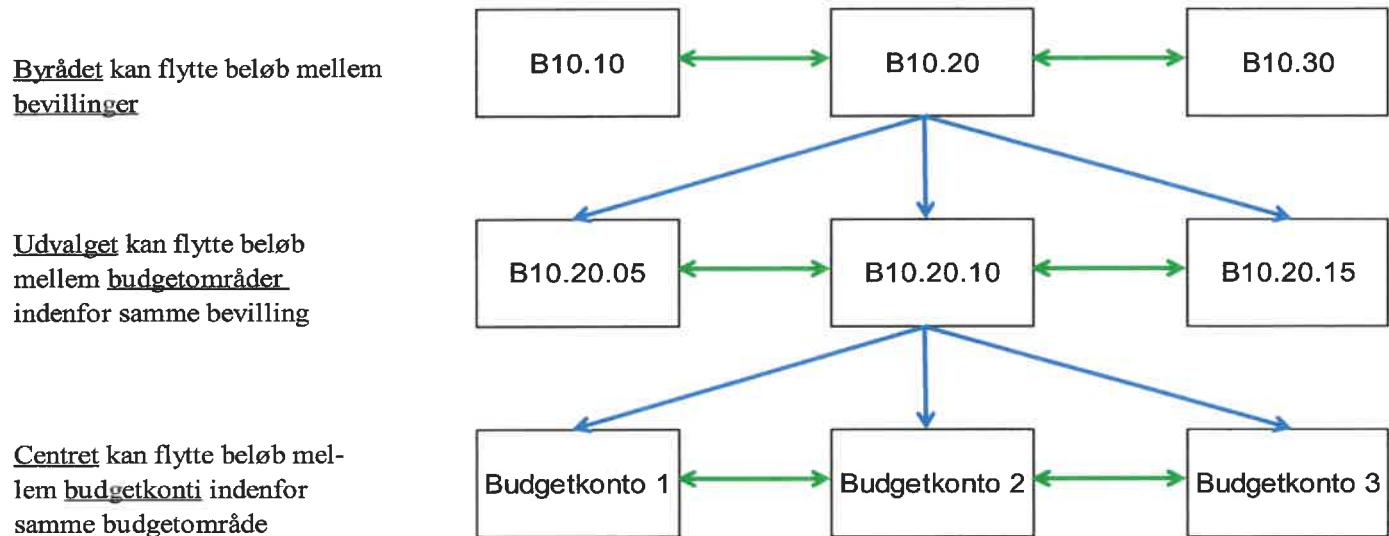 Byrådet kan flytte beløb mellem
bevillinger
B10.10
B10.20
B10.30
Udvalget kan flytte beløb
mellem budgetområder
indenfor samme bevilling
B10.20.05
B10.20.10
B10.20.15
Centret kan flytte beløb mel-
lem budgetkonti indenfor
samme budgetområde
Budgetkonto 1
Budgetkonto 2
Budgetkonto 3